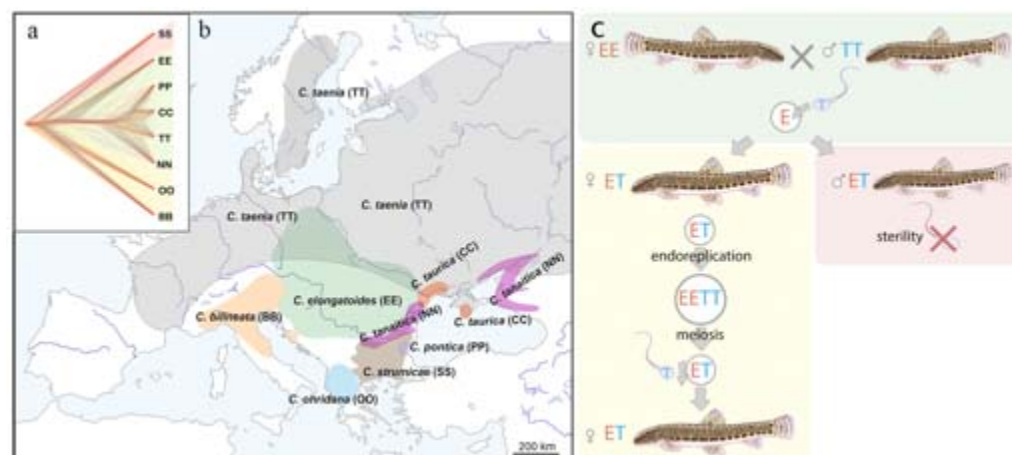 a
SS
EE
PP
CC
TT
NN
OO
BB
b
C. taenia (TT)
C. taenia (TT)
C. taenia (TT)
C. taurica (CC)
C. tanaitica (NN)
C. elongatoides (EE)
C. bilineata (BB)
C. tanaitica (NN)
C. taurica (CC)
C. pontica (PP)
C. strumicae (SS)
C. ohridana (OO)
200 km
c
♀ EE
♂ TT
T
E
♀ ET
♂ ET
ET
sterility
endoreplication
EETT
meiosis
T
ET
♀ ET